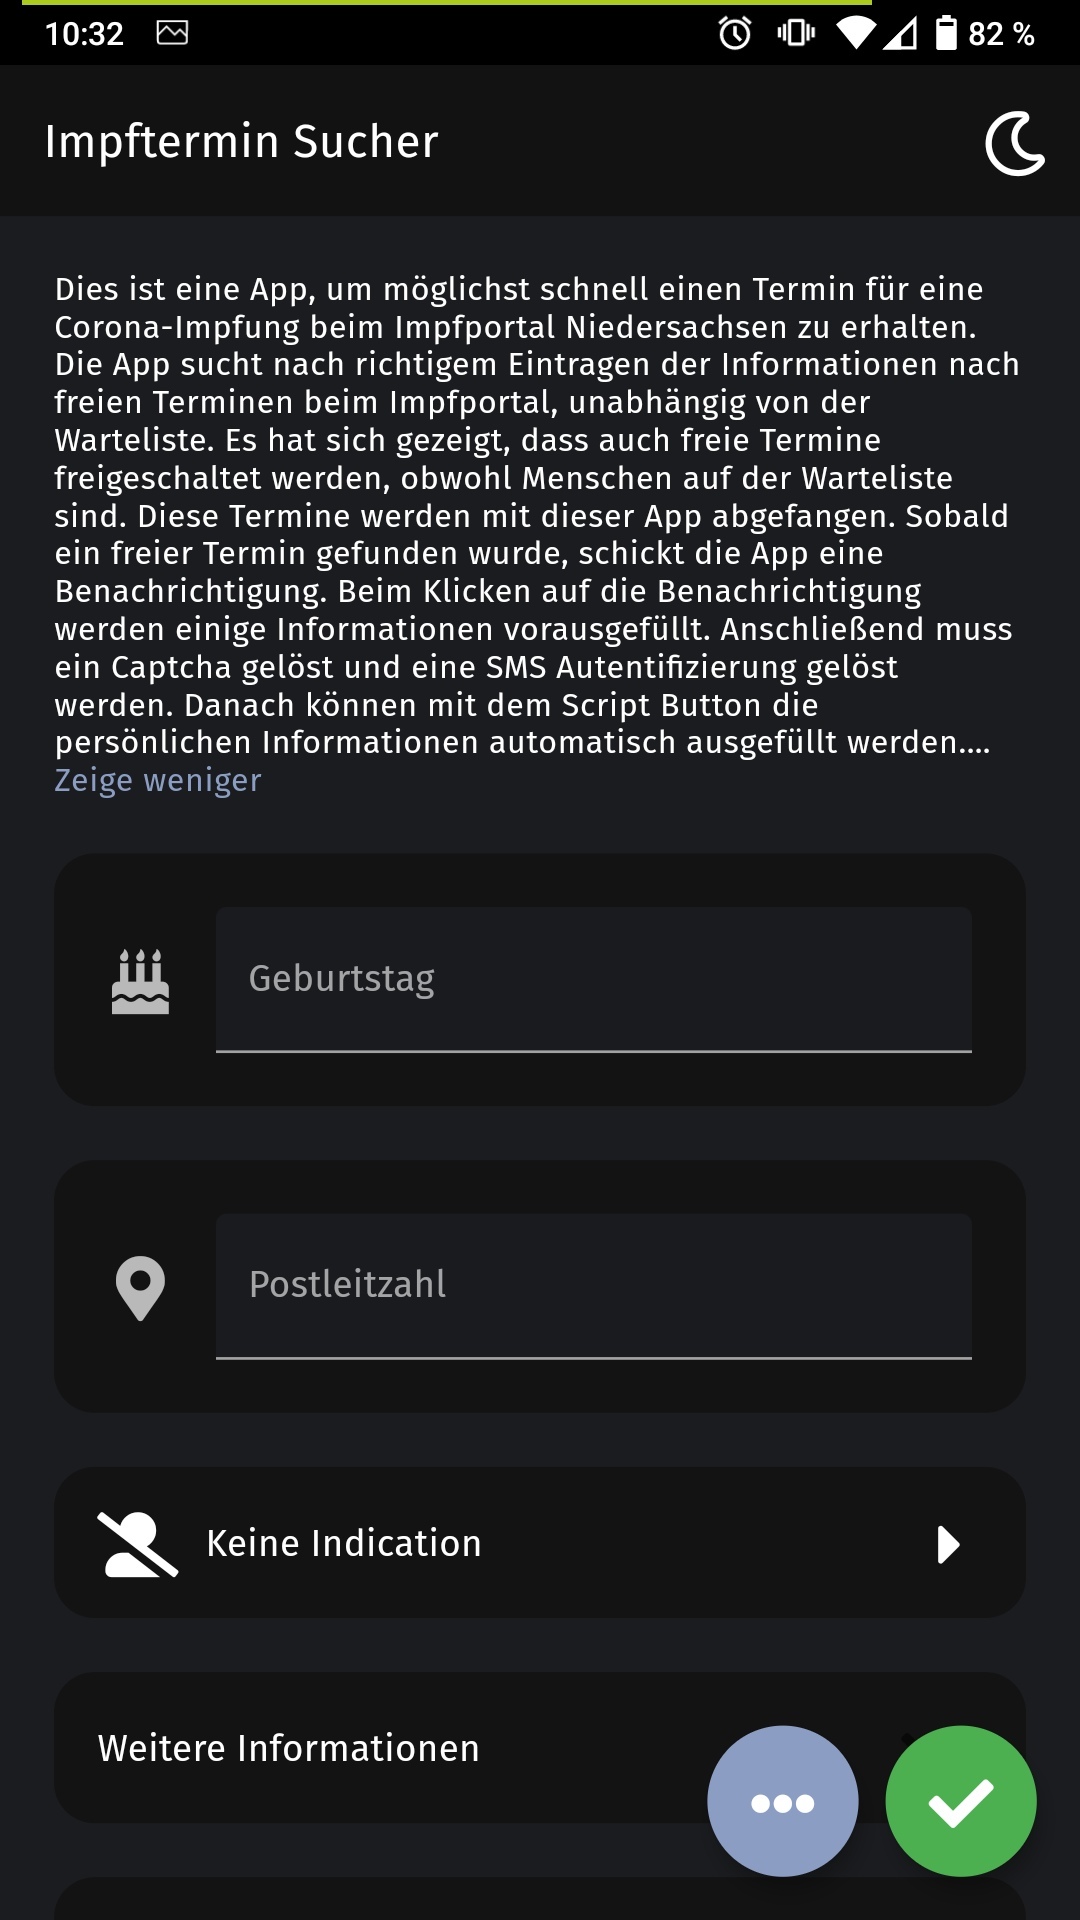 10:32
82 %
Impftermin Sucher
Dies ist eine App, um möglichst schnell einen Termin für eine
Corona-Impfung beim Impfportal Niedersachsen zu erhalten.
Die App sucht nach richtigem Eintragen der Informationen nach
freien Terminen beim Impfportal, unabhängig von der
Warteliste. Es hat sich gezeigt, dass auch freie Termine
freigeschaltet werden, obwohl Menschen auf der Warteliste
sind. Diese Termine werden mit dieser App abgefangen. Sobald
ein freier Termin gefunden wurde, schickt die App eine
Benachrichtigung. Beim Klicken auf die Benachrichtigung
werden einige Informationen vorausgefüllt. Anschließend muss
ein Captcha gelöst und eine SMS Autentifizierung gelöst
werden. Danach können mit dem Script Button die
persönlichen Informationen automatisch ausgefüllt werden....
Zeige weniger
Geburtstag
Postleitzahl
Keine Indication
Weitere Informationen